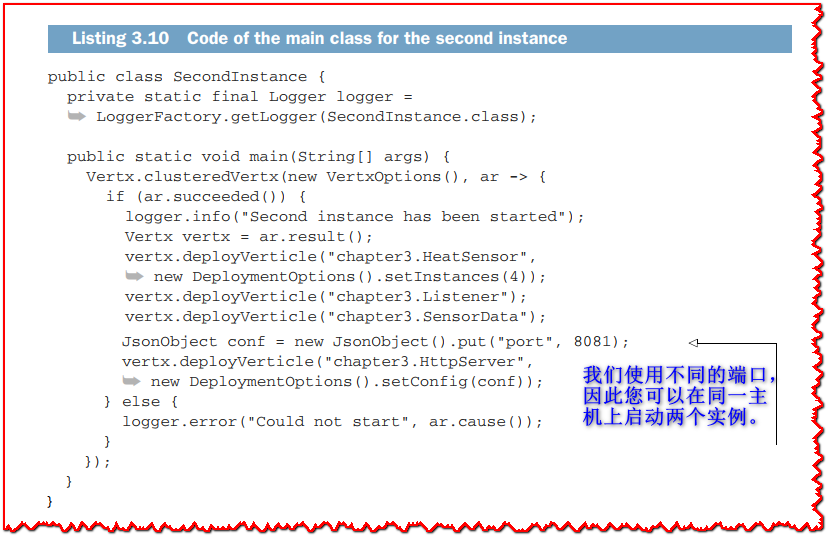 Listing 3.10 Code of the main class for the second instance
public class SecondInstance {
private static final Logger logger =
➥ LoggerFactory.getLogger(SecondInstance.class);
public static void main(String[] args) {
Vertx.clusteredVertx(new VertxOptions(), ar -> {
if (ar.succeeded()) {
logger.info("Second instance has been started");
Vertx vertx = ar.result();
vertx.deployVerticle("chapter3.HeatSensor",
➥ new DeploymentOptions().setInstances(4));
vertx.deployVerticle("chapter3.Listener");
vertx.deployVerticle("chapter3.SensorData");
JsonObject conf = new JsonObject().put("port", 8081);
vertx.deployVerticle("chapter3.HttpServer",
➥ new DeploymentOptions().setConfig(conf));
} else {
logger.error("Could not start", ar.cause());
}
});
}
}
我们使用不同的端口，
因此您可以在同一主
机上启动两个实例。